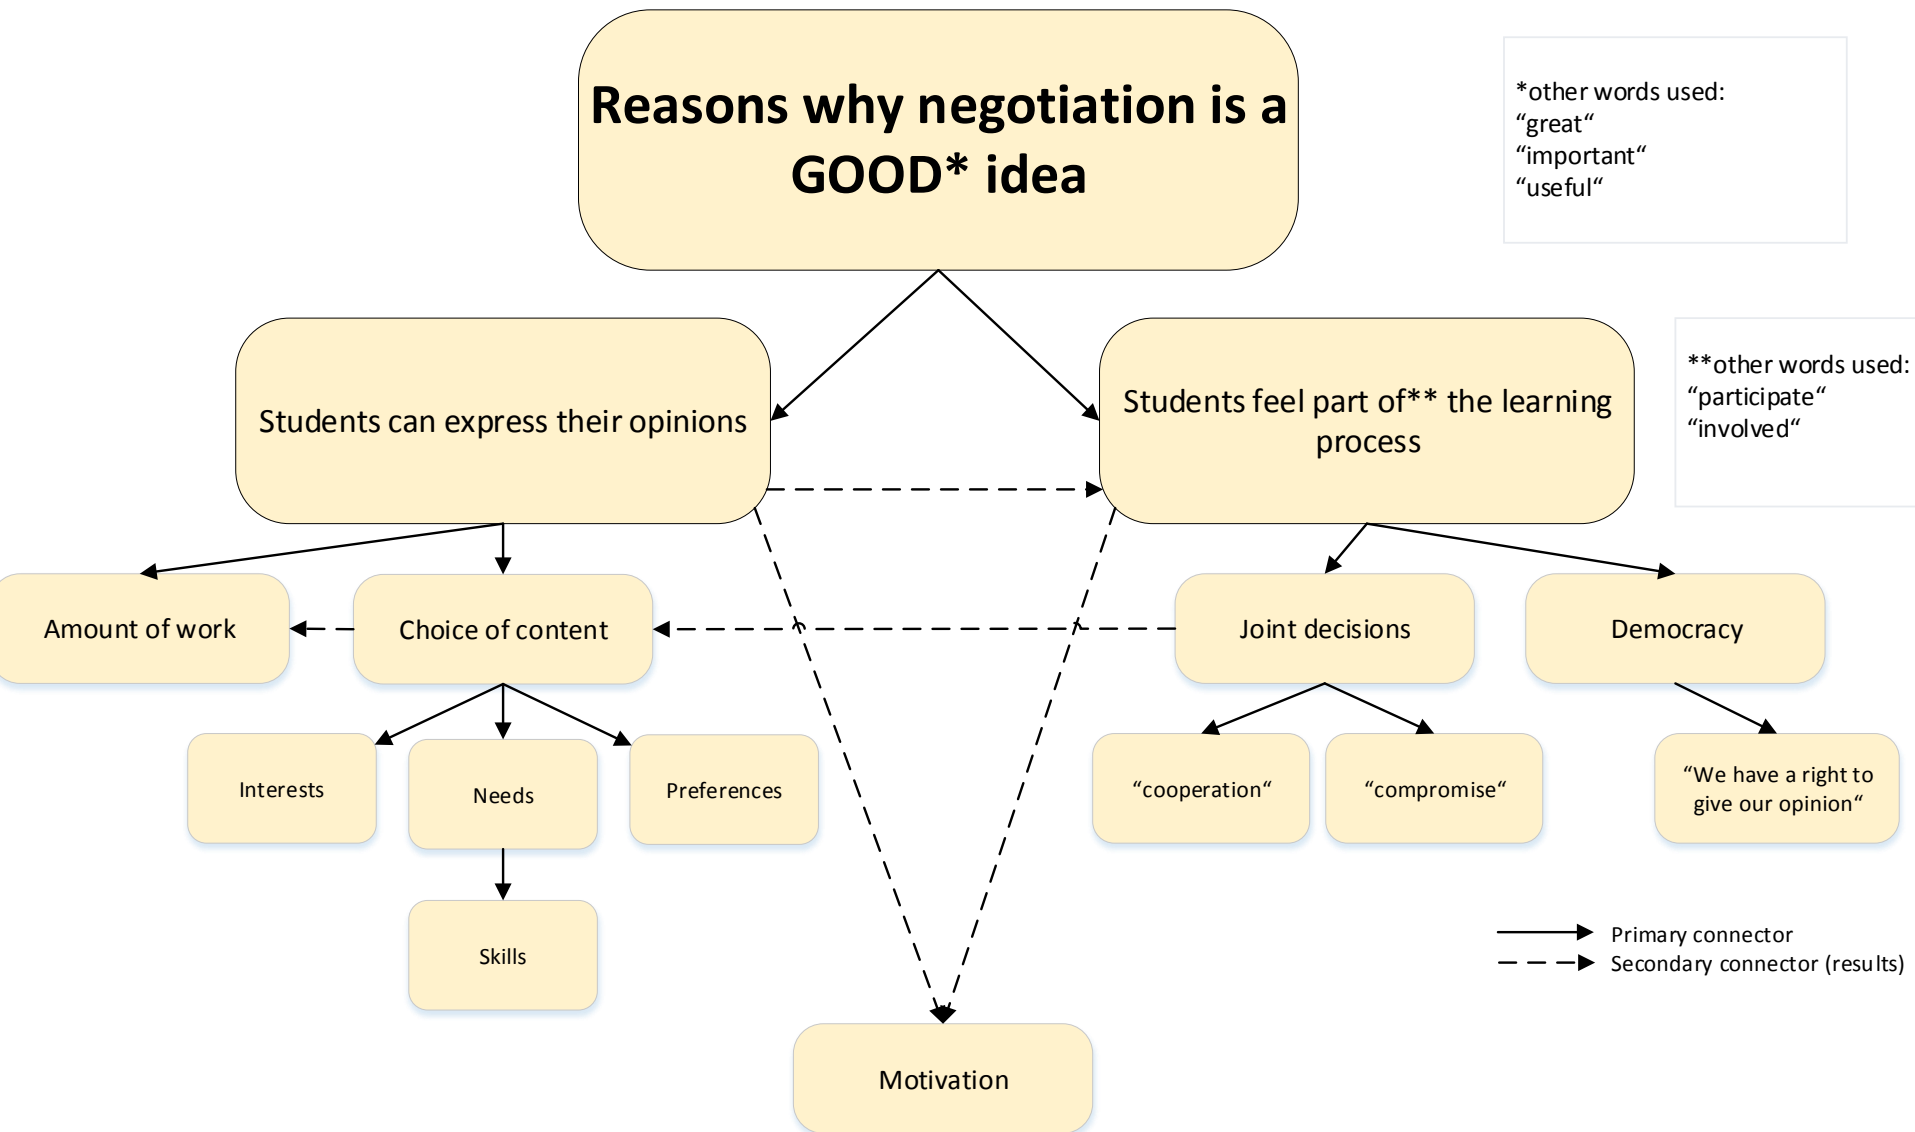 Reasons why negotiation is a
GOOD* idea
*other words used:
“great“
“important“
“useful“
Students can express their opinions
Students feel part of** the learning
process
**other words used:
“participate“
“involved“
Amount of work
Choice of content
Joint decisions
Democracy
Interests
Needs
Preferences
“cooperation“
“compromise“
“We have a right to
give our opinion“
Skills
Primary connector
Secondary connector (results)
Motivation